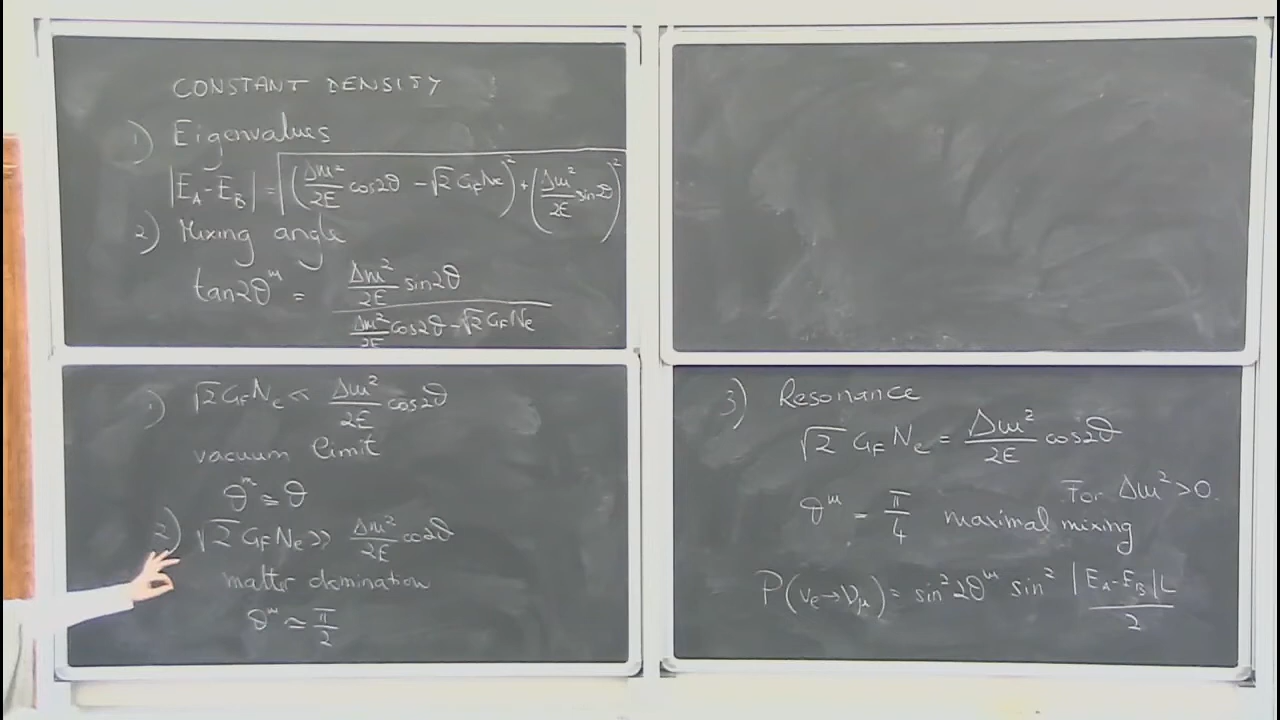 CONSTANT DENSITY
1) Eigenvalues
|E_A - E_B| = √((Δm²/2E cos2θ - √2 G_F N_e)² + (Δm²/2E sin2θ)²)
2) Mixing angle
tan2θ^m = (Δm²/2E sin2θ)/(Δm²/2E cos2θ - √2 G_F N_e)
1) √2 G_F N_e << Δm²/2E cos2θ
vacuum limit
θ^m ≃ θ
2) √2 G_F N_e >> Δm²/2E cos2θ
matter domination
θ^m ≃ π/2
3) Resonance
√2 G_F N_e = Δm²/2E cos2θ
For Δm² > 0.
θ^m = π/4 maximal mixing
P(ν_e → ν_μ) = sin² 2θ^m sin² |E_A - E_B| L/2